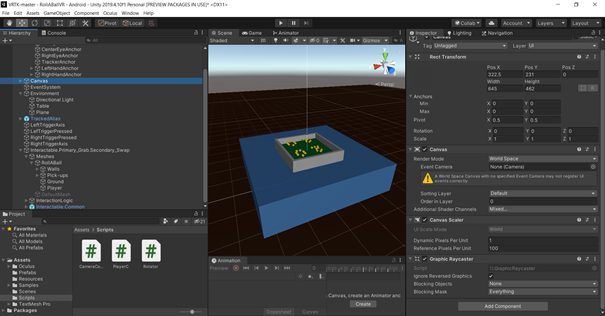 VRTK-master - RollABallVR - Android - Unity 2019.4.10f1 Personal [PREVIEW PACKAGES IN USE]* <DX11>
File Edit Assets GameObject Component Oculus Window Help
Pivot Local Collab Account Layers Layout
Hierarchy Console
CenterEyeAnchor
RightEyeAnchor
TrackerAnchor
LeftHandAnchor
RightHandAnchor
Canvas
EventSystem
Environment
Directional Light
Table
Plane
TrackedAlias
LeftTriggerAxis
LeftTriggerPressed
RightTriggerPressed
RightTriggerAxis
Interactable.Primary_Grab.Secondary_Swap
Meshes
RollABall
Walls
Pick-ups
Ground
Player
DefaultMesh
InteractionLogic
Interactable.Common
Project
Favorites
All Materials
All Models
All Prefabs
Assets
Oculus
Prefabs
Resources
Samples
Scenes
Scripts
TextMesh Pro
Packages
Assets > Scripts
CameraCo... PlayerC Rotator
Scene Game Animator
Shaded 2D Gizmos All
Persp
Animation
Preview
Canvas, create an Animator and
Create
Dopesheet Curves
Inspector Lighting Navigation
Canvas Static
Tag Untagged Layer UI
Rect Transform
Pos X Pos Y Pos Z
322.5 231 0
Width Height
645 462
Anchors
Min X 0 Y 0
Max X 0 Y 0
Pivot X 0.5 Y 0.5
Rotation X 0 Y 0 Z 0
Scale X 1 Y 1 Z 1
Canvas
Render Mode World Space
Event Camera None (Camera)
A World Space Canvas with no specified Event Camera may not register UI
events correctly.
Sorting Layer Default
Order in Layer 0
Additional Shader Channels Mixed...
Canvas Scaler
UI Scale Mode World
Dynamic Pixels Per Unit 1
Reference Pixels Per Unit 100
Graphic Raycaster
Script GraphicRaycaster
Ignore Reversed Graphics
Blocking Objects None
Blocking Mask Everything
Add Component